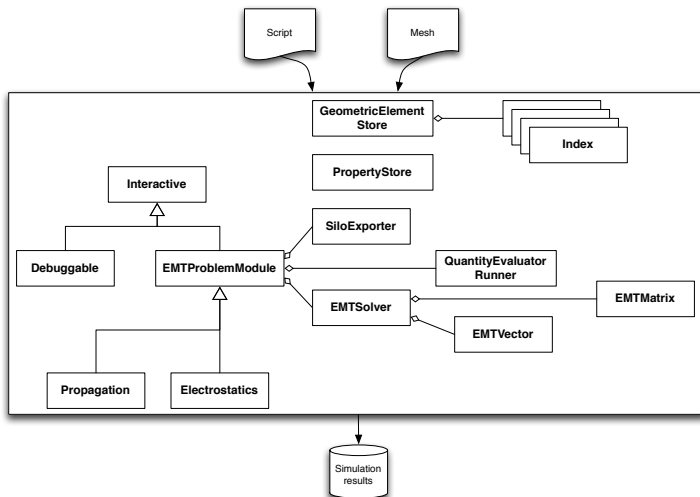 Script
Mesh
GeometricElement
Store
Index
PropertyStore
Interactive
SiloExporter
Debuggable
EMTProblemModule
QuantityEvaluator
Runner
EMTSolver
EMTMatrix
EMTVector
Propagation
Electrostatics
Simulation
results